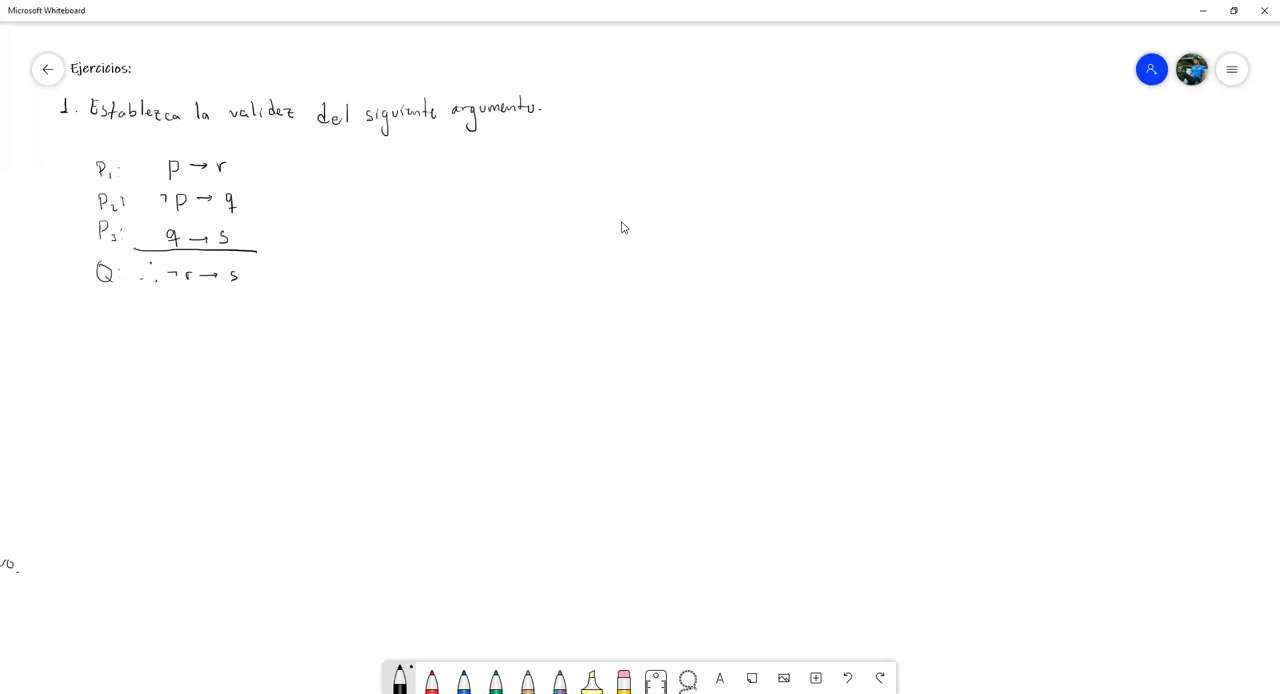 Microsoft Whiteboard
Ejercicios:
1. Establezca la validez del siguiente argumento.
P₁: p → r
P₂: ¬p → q
P₃: q → s
Q: ∴ ¬r → s
A